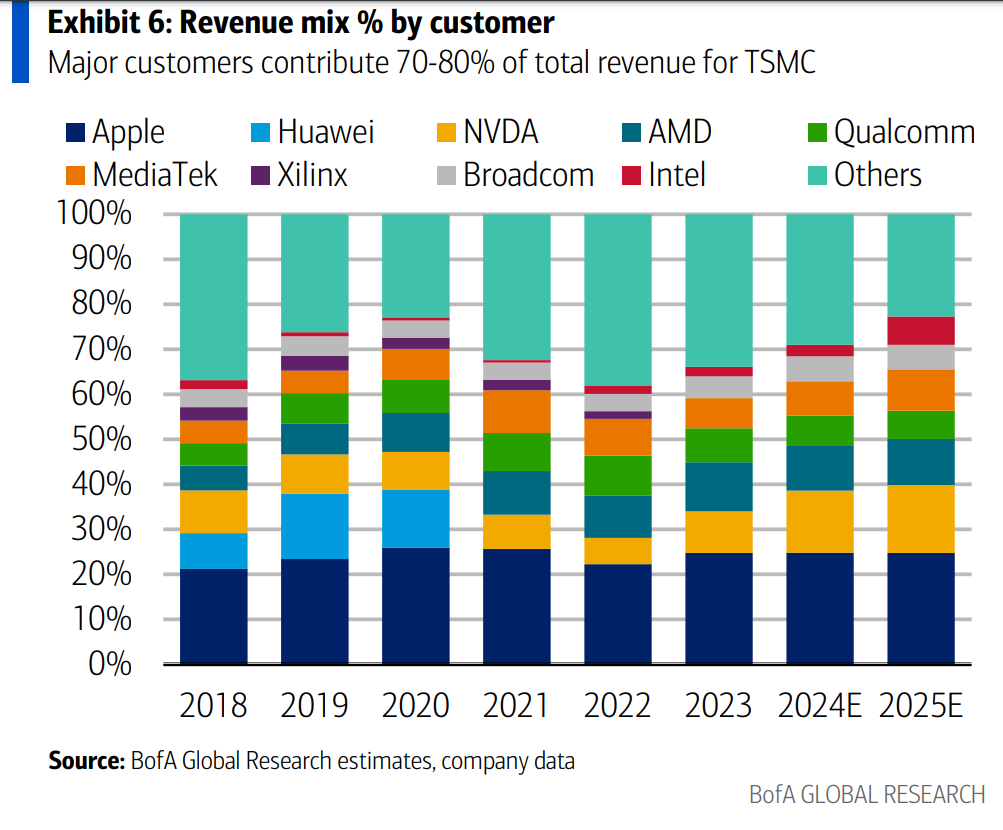 Exhibit 6: Revenue mix % by customer
Major customers contribute 70-80% of total revenue for TSMC
Apple Huawei NVDA AMD Qualcomm
MediaTek Xilinx Broadcom Intel Others
100%
90%
80%
70%
60%
50%
40%
30%
20%
10%
0%
2018 2019 2020 2021 2022 2023 2024E 2025E
Source: BofA Global Research estimates, company data
BofA GLOBAL RESEARCH